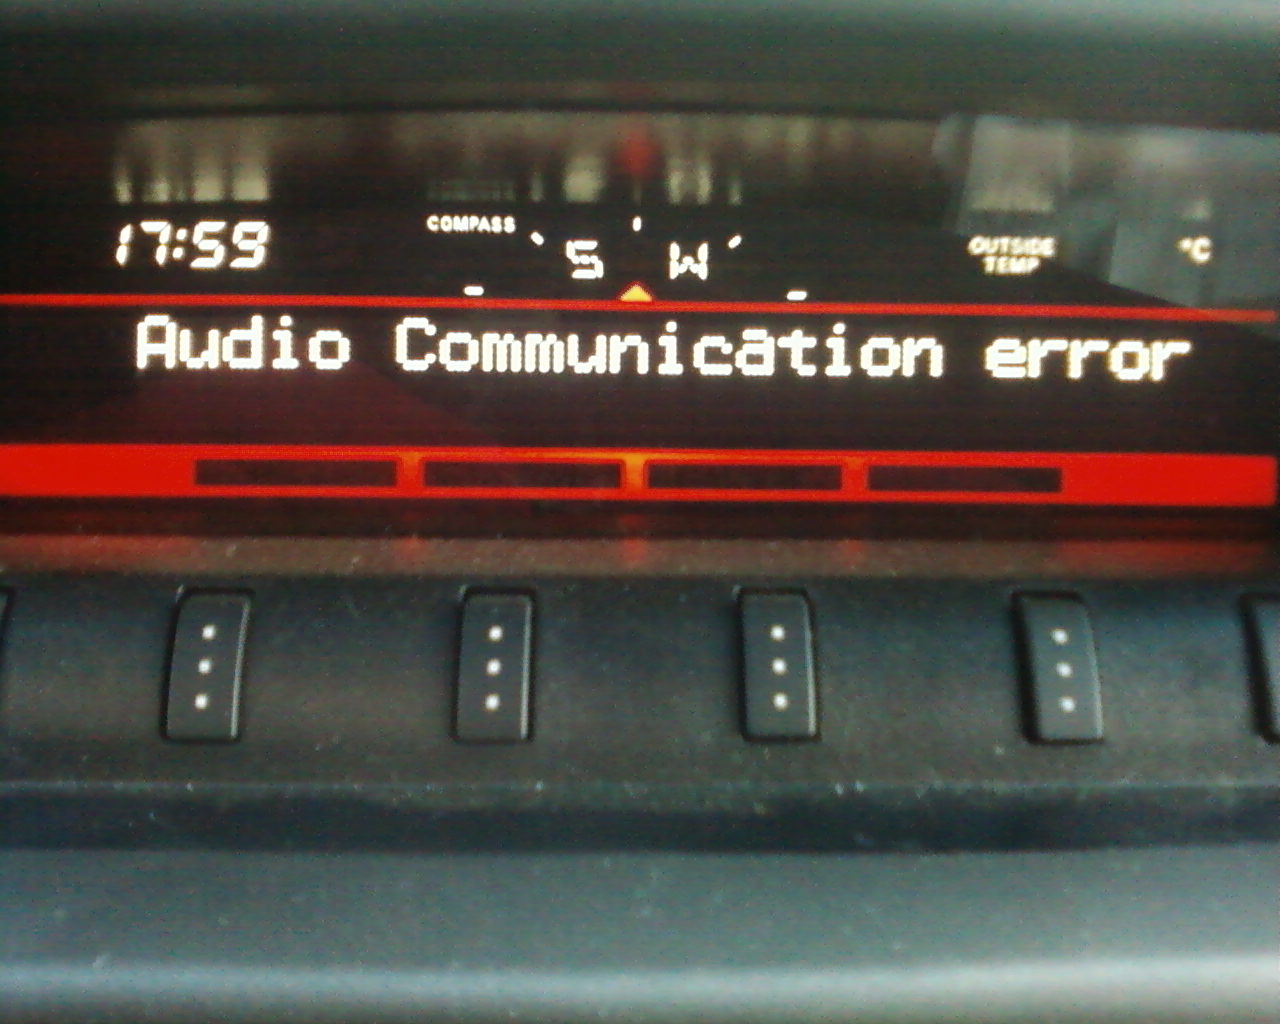 17:59
COMPASS
S W
OUTSIDE
TEMP
°C
Audio Communication error